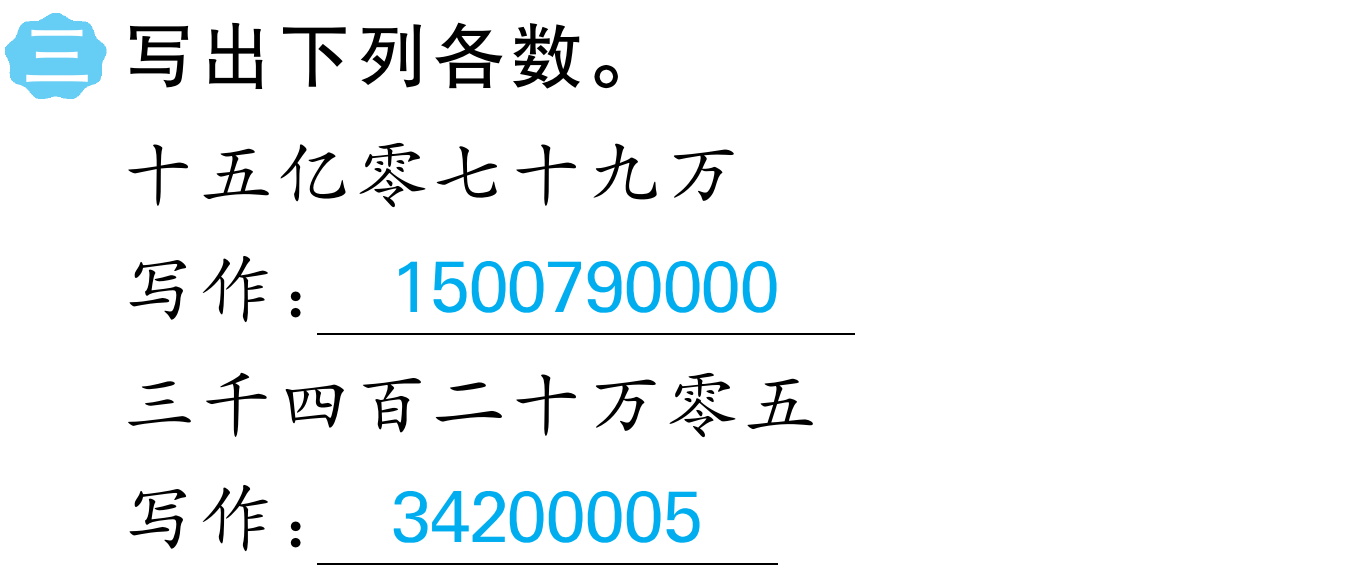 三 写出下列各数。
十五亿零七十九万
写作：1500790000
三千四百二十万零五
写作：34200005